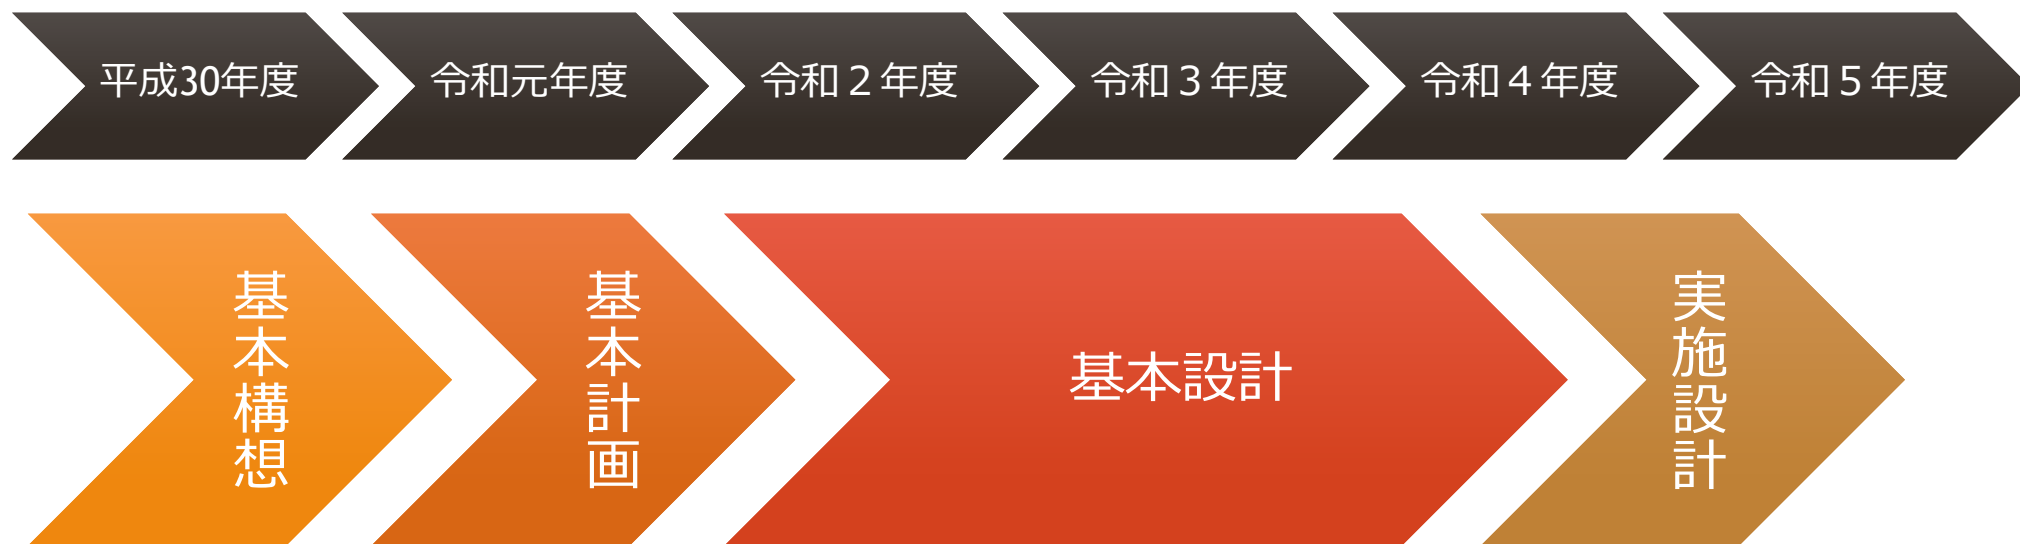 平成30年度
令和元年度
令和２年度
令和３年度
令和４年度
令和５年度
基本構想
基本計画
基本設計
実施設計